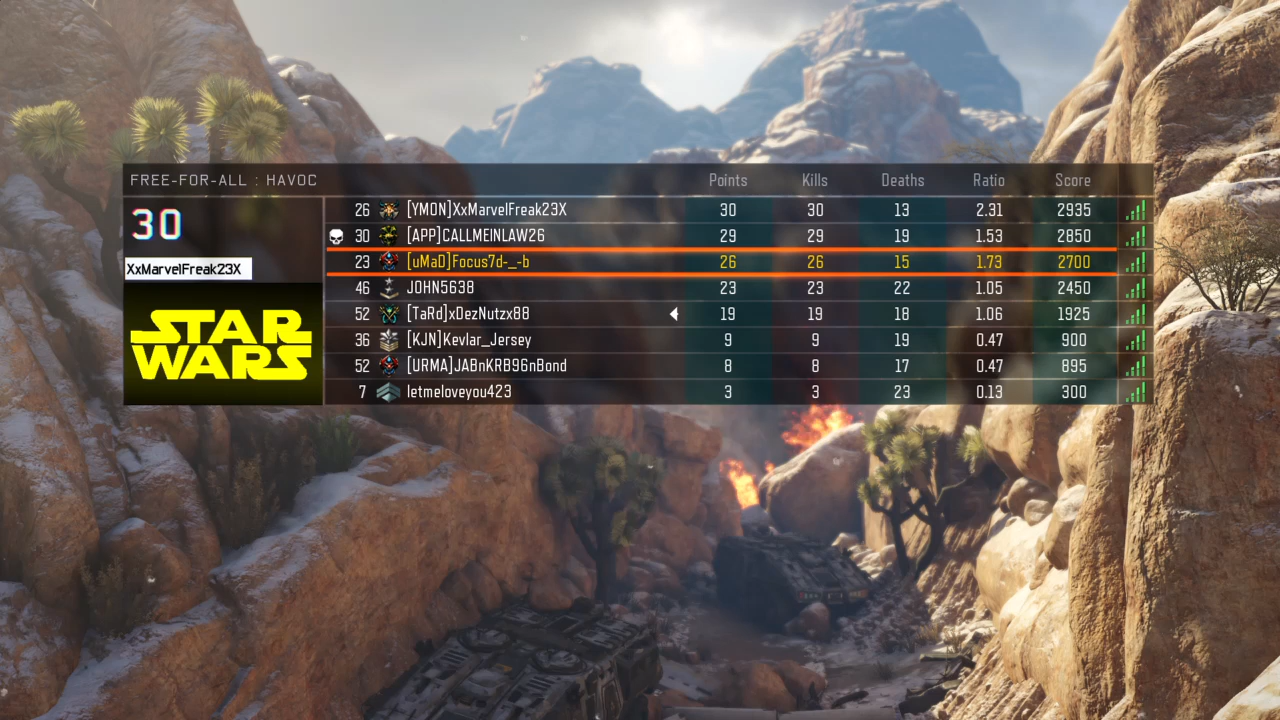 FREE-FOR-ALL : HAVOC Points Kills Deaths Ratio Score
30
XxMarvelFreak23X
STAR
WARS
26 [YMON]XxMarvelFreak23X 30 30 13 2.31 2935
30 [APP]CALLMEINLAW26 29 29 19 1.53 2850
23 [uMaD]Focus7d-_-b 26 26 15 1.73 2700
46 JOHN5638 23 23 22 1.05 2450
52 [TaRd]xDezNutzx88 19 19 18 1.06 1925
36 [KJN]Kevlar_Jersey 9 9 19 0.47 900
52 [URMA]JABnKRB96nBond 8 8 17 0.47 895
7 letmeloveyou423 3 3 23 0.13 300